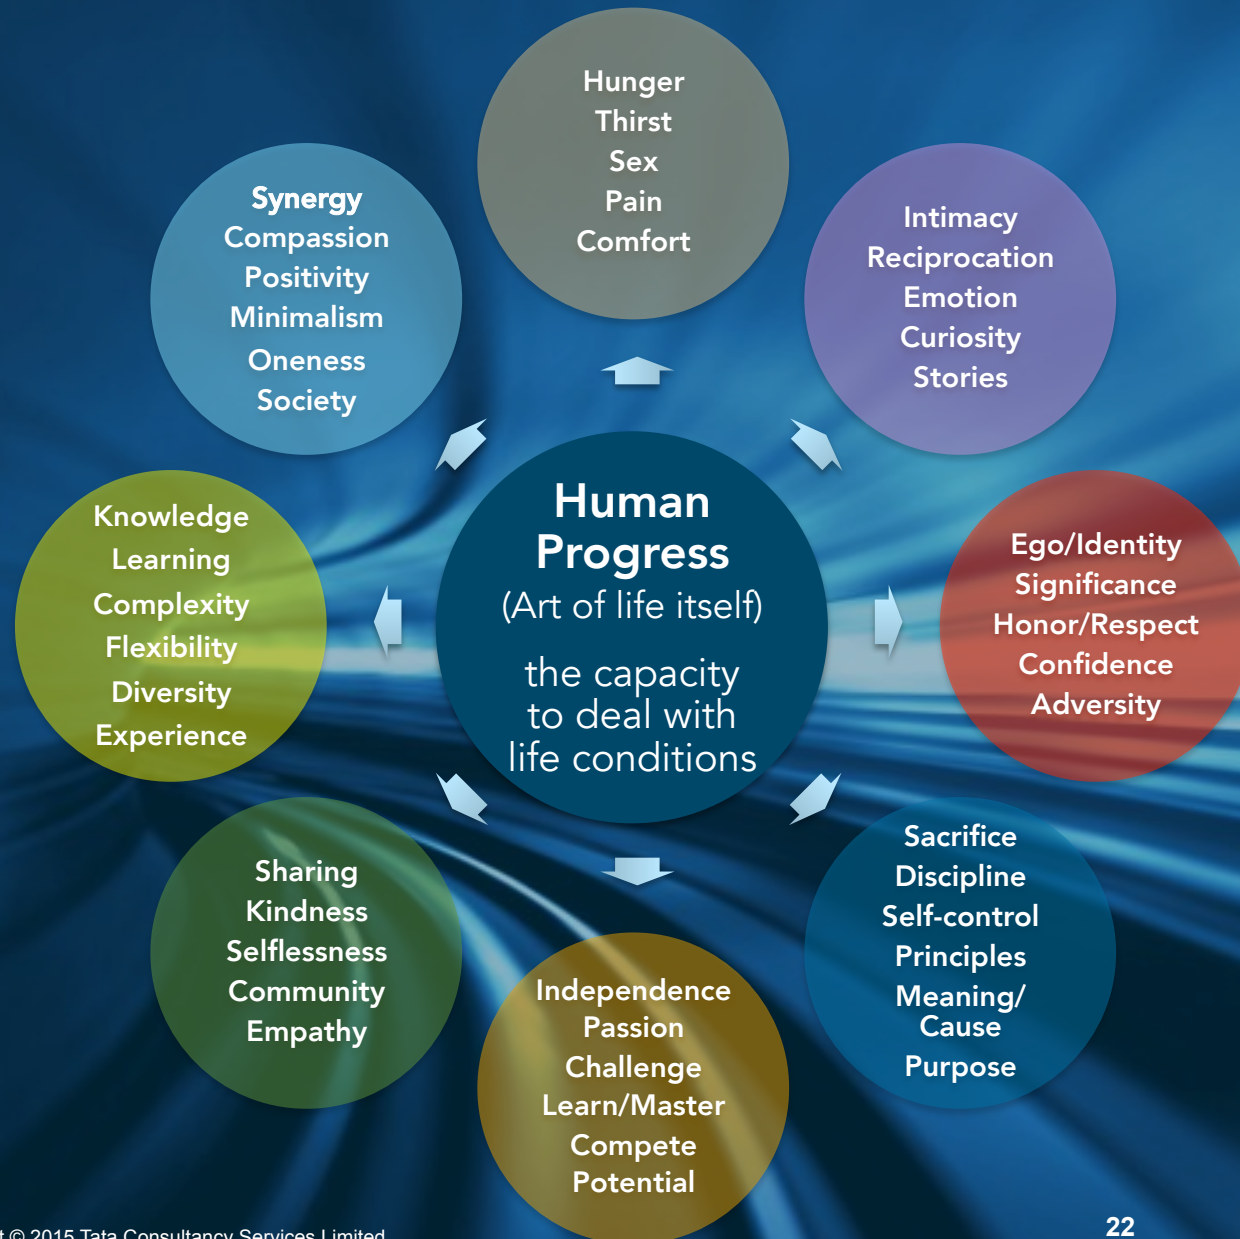 Hunger
Thirst
Sex
Pain
Comfort
Intimacy
Reciprocation
Emotion
Curiosity
Stories
Ego/Identity
Significance
Honor/Respect
Confidence
Adversity
Sacrifice
Discipline
Self-control
Principles
Meaning/
Cause
Purpose
Independence
Passion
Challenge
Learn/Master
Compete
Potential
Sharing
Kindness
Selflessness
Community
Empathy
Knowledge
Learning
Complexity
Flexibility
Diversity
Experience
Synergy
Compassion
Positivity
Minimalism
Oneness
Society
Human
Progress
(Art of life itself)
the capacity
to deal with
life conditions
© 2015 Tata Consultancy Services Limited
22